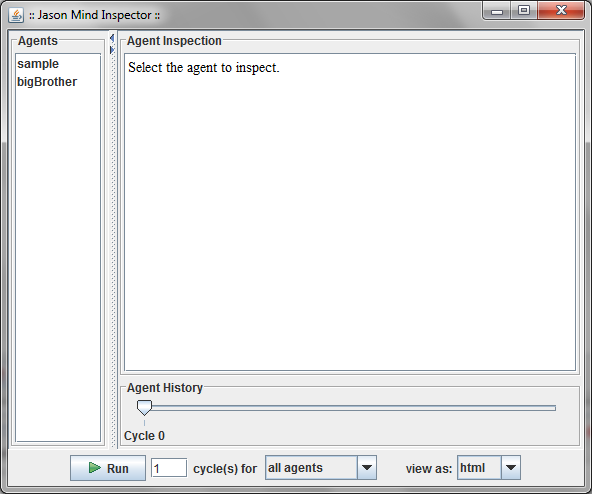 :: Jason Mind Inspector ::
Agents
sample
bigBrother
Agent Inspection
Select the agent to inspect.
Agent History
Cycle 0
Run 1 cycle(s) for all agents view as: html